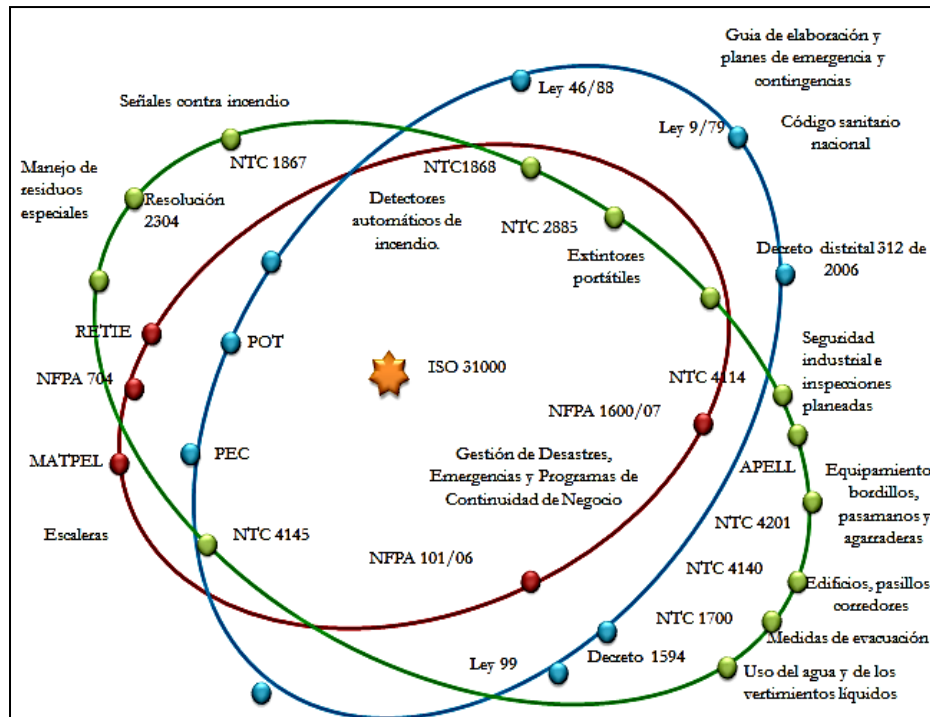 Guia de elaboración y
planes de emergencia y
contingencias
Ley 46/88
Señales contra incendio
Ley 9/79
Código sanitario
nacional
NTC 1867
NTC1868
Manejo de
residuos
especiales
Resolución
2304
Detectores
automáticos de
incendio.
NTC 2885
Extintores
portátiles
Decreto distrital 312 de
2006
RETIE
POT
NFPA 704
ISO 31000
Seguridad
industrial e
inspecciones
planeadas
NTC 4114
NFPA 1600/07
MATPEL
PEC
Gestión de Desastres,
Emergencias y Programas de
Continuidad de Negocio
APELL
Equipamiento
bordillos,
pasamanos y
agarraderas
Escaleras
NTC 4145
NTC 4201
NFPA 101/06
NTC 4140
Edificios, pasillos
corredores
NTC 1700
Medidas de evacuación
Ley 99
Decreto 1594
Uso del agua y de los
vertimientos líquidos